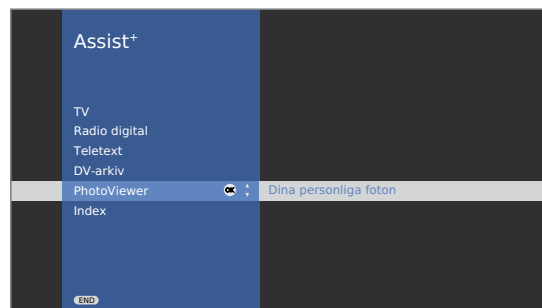 Assist+
TV
Radio digital
Teletext
DV-arkiv
PhotoViewer OK Dina personliga foton
Index
END